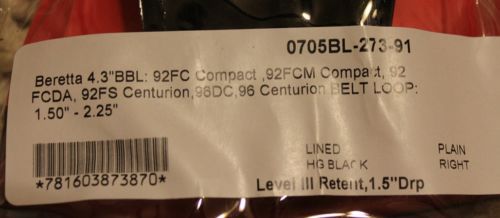 0705BL-273-91
Beretta 4.3"BBL: 92FC Compact ,92FCM Compact, 92
FCDA, 92FS Centurion,96DC,96 Centurion BELT LOOP:
1.50" - 2.25"
LINED PLAIN
HG BLACK RIGHT
*781603873870*
Level III Retent,1.5"Drp